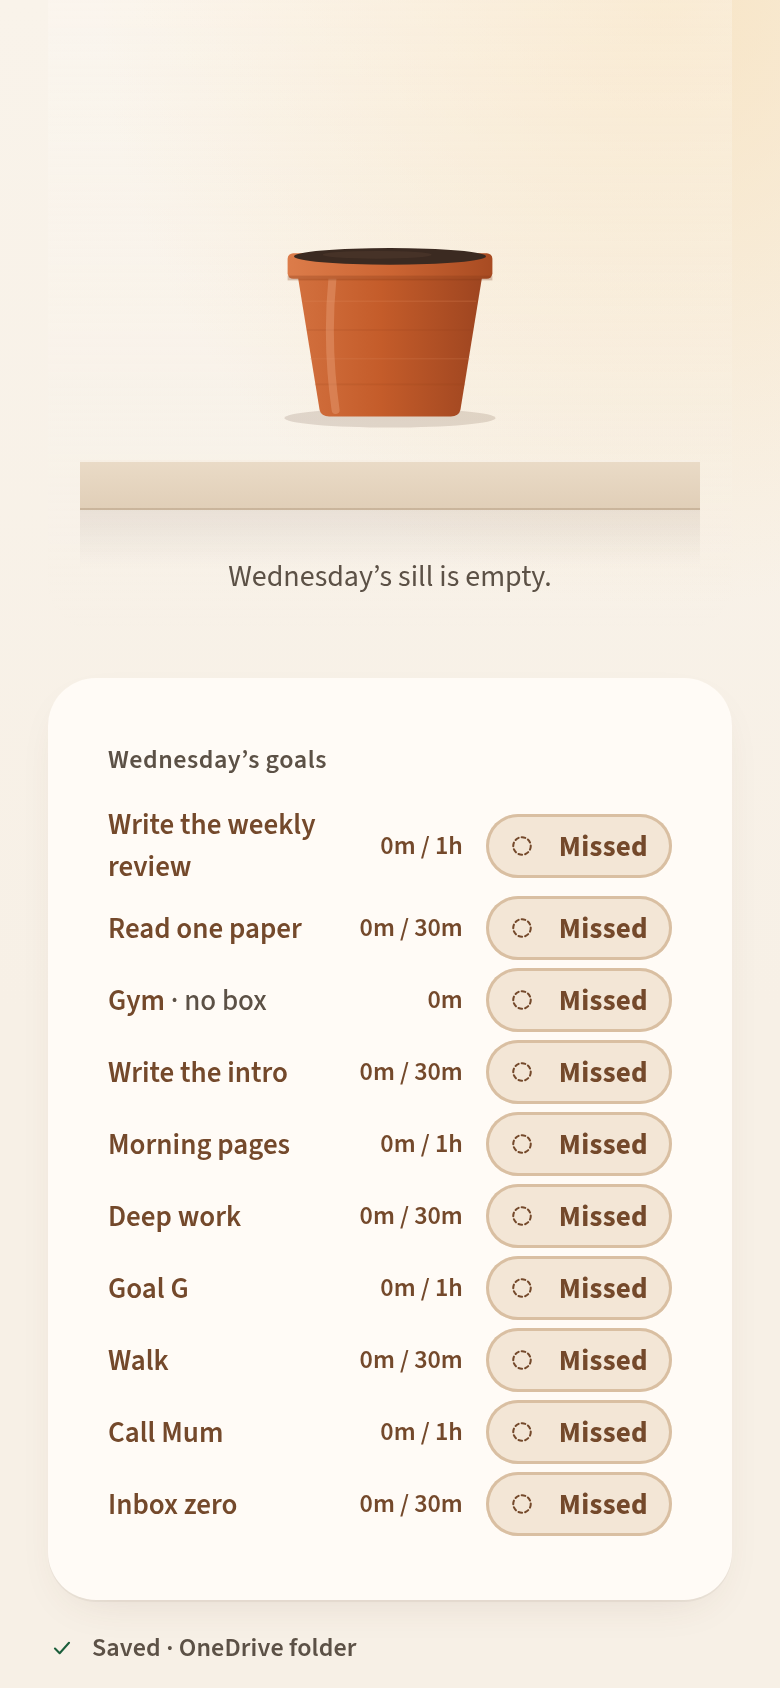 Wednesday’s sill is empty.
Wednesday’s goals
Write the weekly
review
0m / 1h
Missed
Read one paper 0m / 30m Missed
Gym · no box 0m Missed
Write the intro 0m / 30m Missed
Morning pages 0m / 1h Missed
Deep work 0m / 30m Missed
Goal G 0m / 1h Missed
Walk 0m / 30m Missed
Call Mum 0m / 1h Missed
Inbox zero 0m / 30m Missed
Saved · OneDrive folder